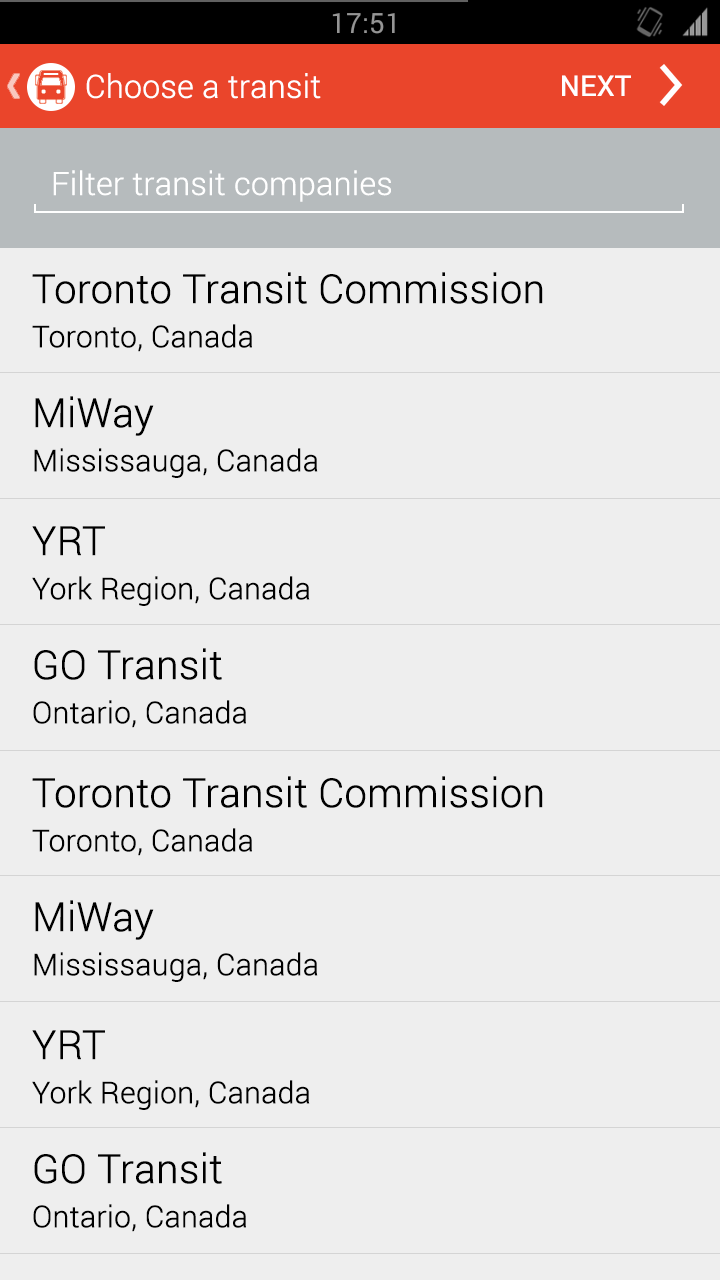 17:51
Choose a transit
NEXT
Filter transit companies
Toronto Transit Commission
Toronto, Canada
MiWay
Mississauga, Canada
YRT
York Region, Canada
GO Transit
Ontario, Canada
Toronto Transit Commission
Toronto, Canada
MiWay
Mississauga, Canada
YRT
York Region, Canada
GO Transit
Ontario, Canada